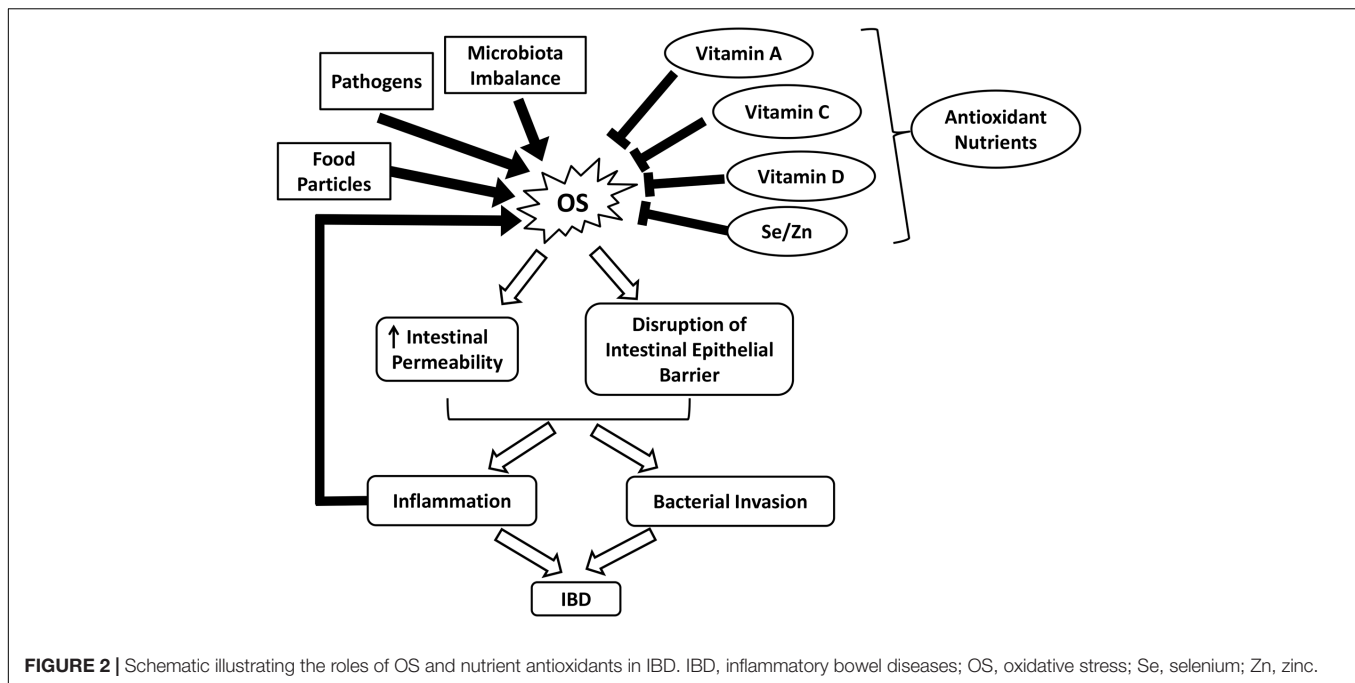 Microbiota
Imbalance
Pathogens
Food
Particles
Vitamin A
Vitamin C
Vitamin D
Se/Zn
Antioxidant
Nutrients
OS
↑ Intestinal
Permeability
Disruption of
Intestinal Epithelial
Barrier
Inflammation
Bacterial Invasion
IBD
FIGURE 2 | Schematic illustrating the roles of OS and nutrient antioxidants in IBD. IBD, inflammatory bowel diseases; OS, oxidative stress; Se, selenium; Zn, zinc.